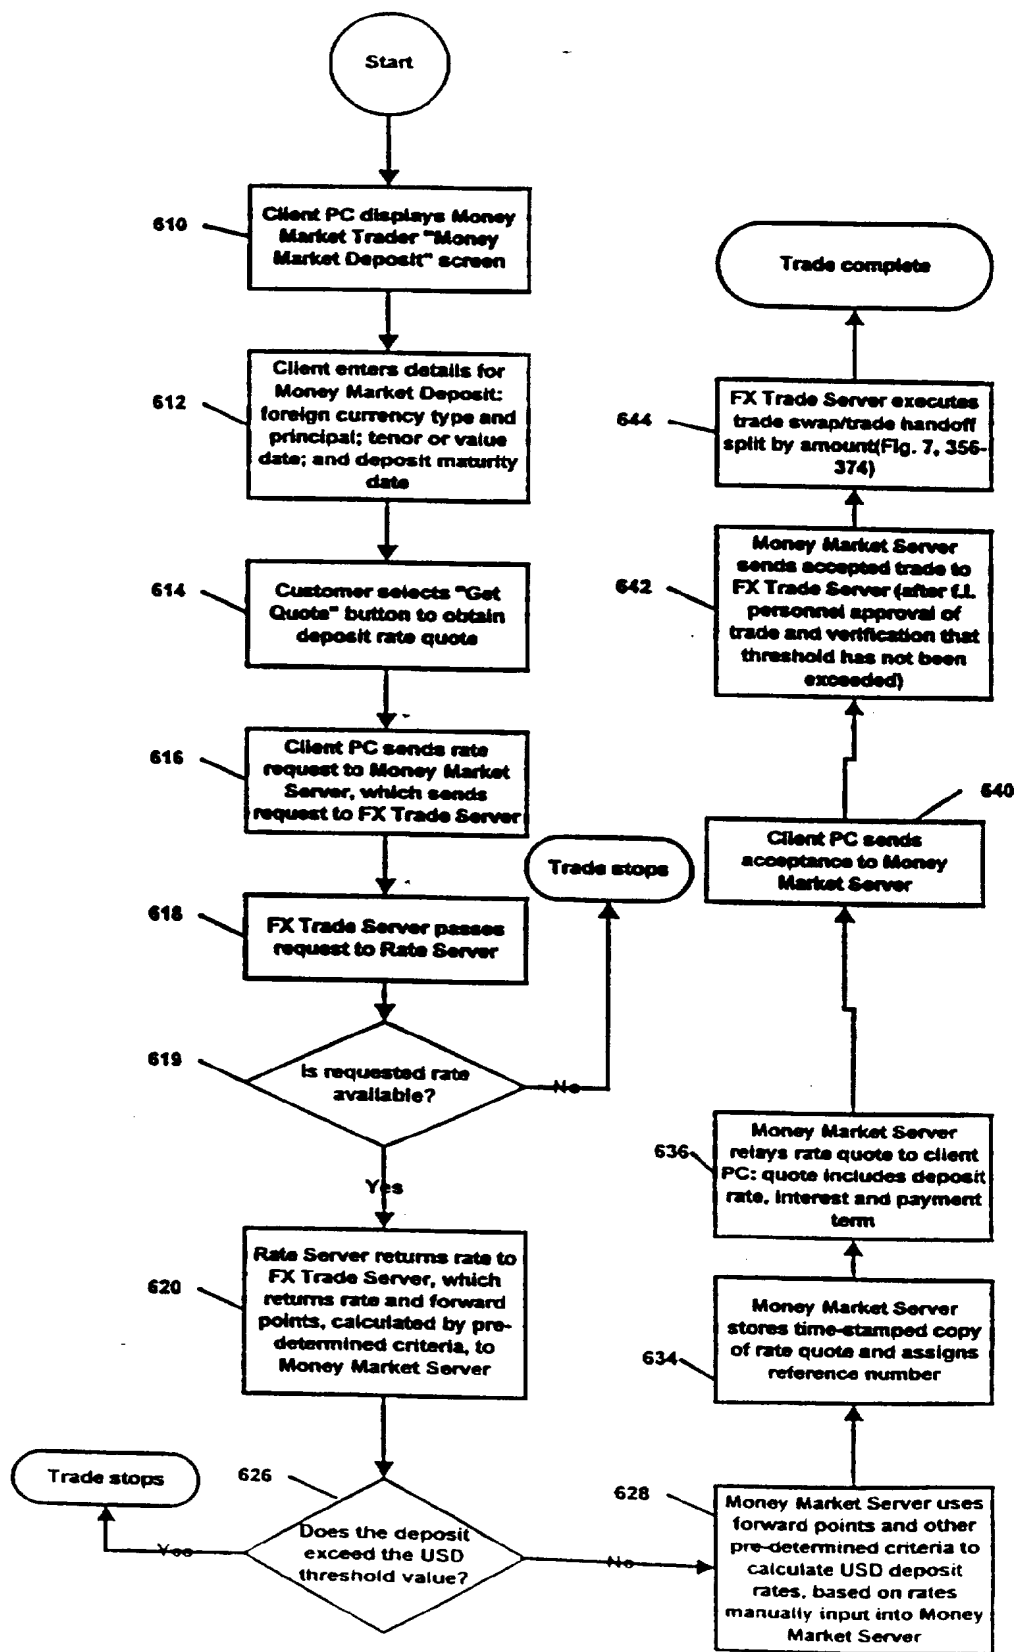 Start
610
Client PC displays Money
Market Trader "Money
Market Deposit" screen
612
Client enters details for
Money Market Deposit:
foreign currency type and
principal; tenor or value
date; and deposit maturity
date
614
Customer selects "Get
Quote" button to obtain
deposit rate quote
616
Client PC sends rate
request to Money Market
Server, which sends
request to FX Trade Server
618
FX Trade Server passes
request to Rate Server
619
Is requested rate
available?
No
Trade stops
Yes
620
Rate Server returns rate to
FX Trade Server, which
returns rate and forward
points, calculated by pre-
determined criteria, to
Money Market Server
626
Does the deposit
exceed the USD
threshold value?
Yes
Trade stops
No
628
Money Market Server uses
forward points and other
pre-determined criteria to
calculate USD deposit
rates, based on rates
manually input into Money
Market Server
634
Money Market Server
stores time-stamped copy
of rate quote and assigns
reference number
636
Money Market Server
relays rate quote to client
PC: quote includes deposit
rate, interest and payment
term
640
Client PC sends
acceptance to Money
Market Server
642
Money Market Server
sends accepted trade to
FX Trade Server (after f.i.
personnel approval of
trade and verification that
threshold has not been
exceeded)
644
FX Trade Server executes
trade swap/trade handoff
split by amount(Fig. 7, 356-
374)
Trade complete